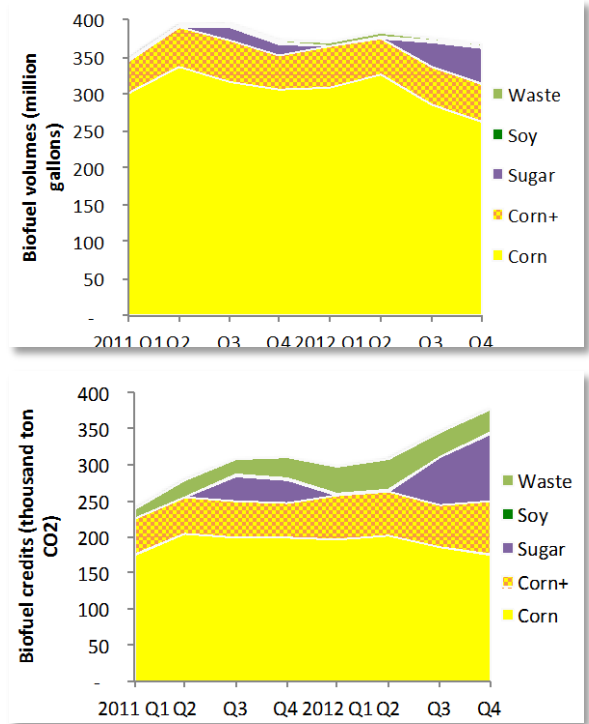 Biofuel volumes (million
gallons)
400
350
300
250
200
150
100
50
-
2011 Q1 Q2 Q3 Q4 2012 Q1 Q2 Q3 Q4
Waste
Soy
Sugar
Corn+
Corn
Biofuel credits (thousand ton
CO2)
400
350
300
250
200
150
100
50
-
2011 Q1 Q2 Q3 Q4 2012 Q1 Q2 Q3 Q4
Waste
Soy
Sugar
Corn+
Corn